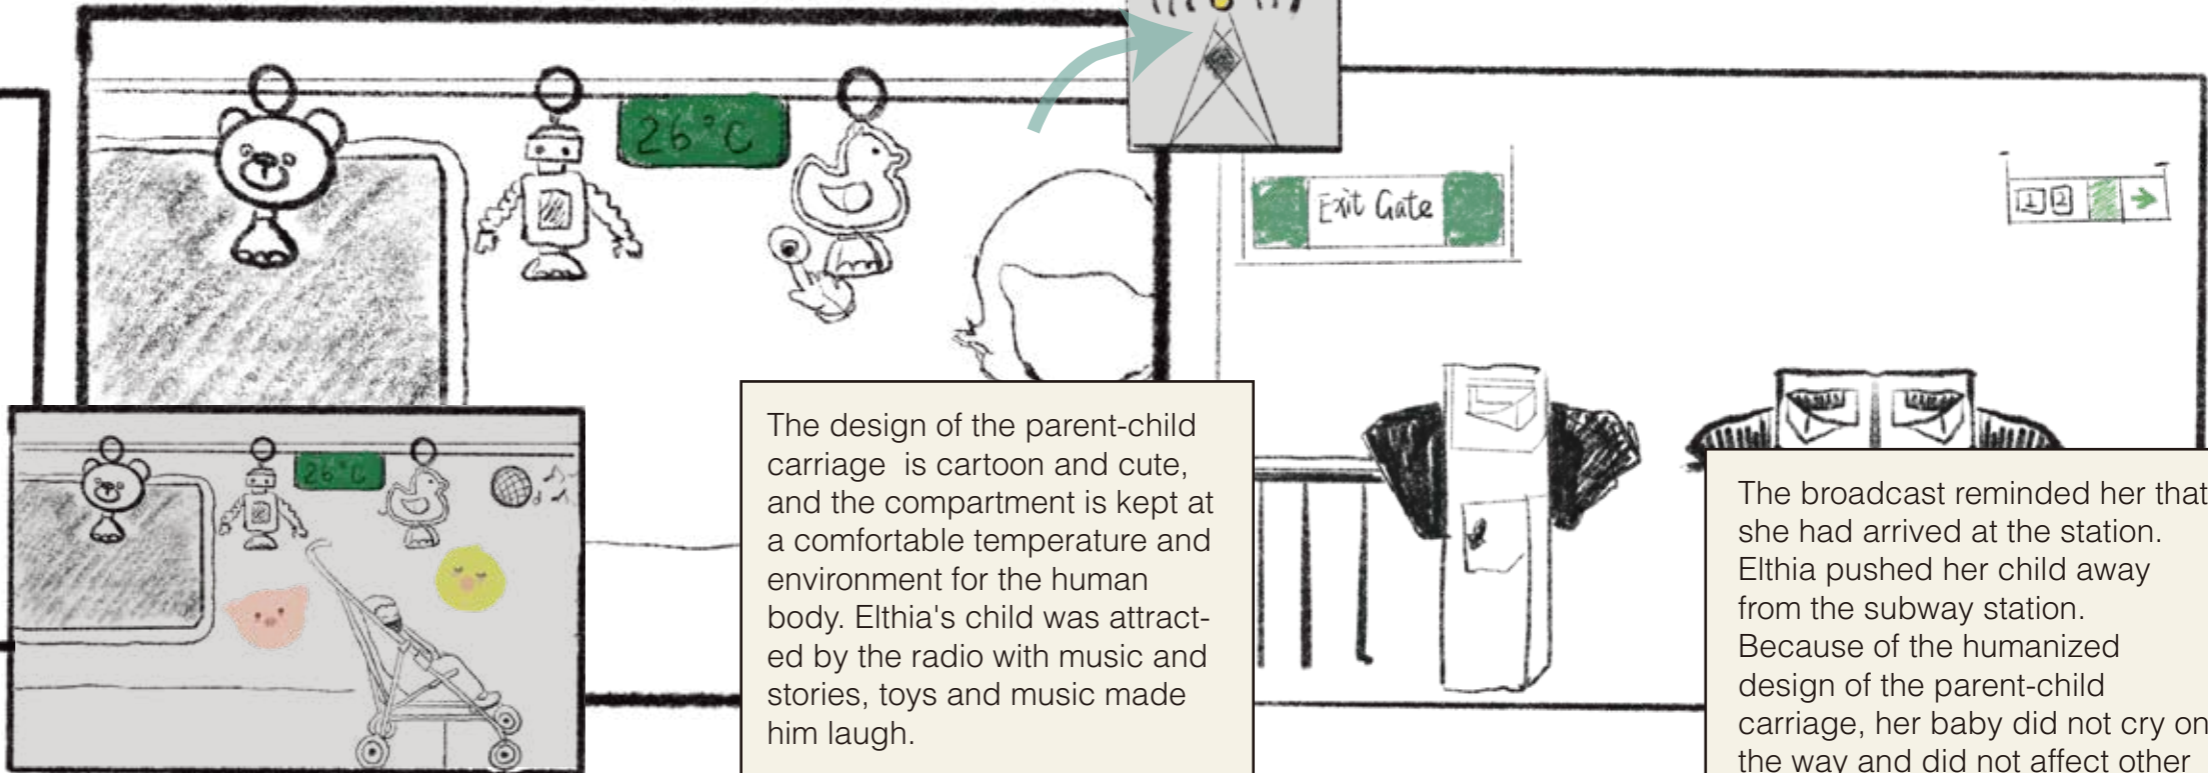 26°C
Exit Gate
1 2
26°C
The design of the parent-child
carriage is cartoon and cute,
and the compartment is kept at
a comfortable temperature and
environment for the human
body. Elthia's child was attract-
ed by the radio with music and
stories, toys and music made
him laugh.
The broadcast reminded her that
she had arrived at the station.
Elthia pushed her child away
from the subway station.
Because of the humanized
design of the parent-child
carriage, her baby did not cry on
the way and did not affect other